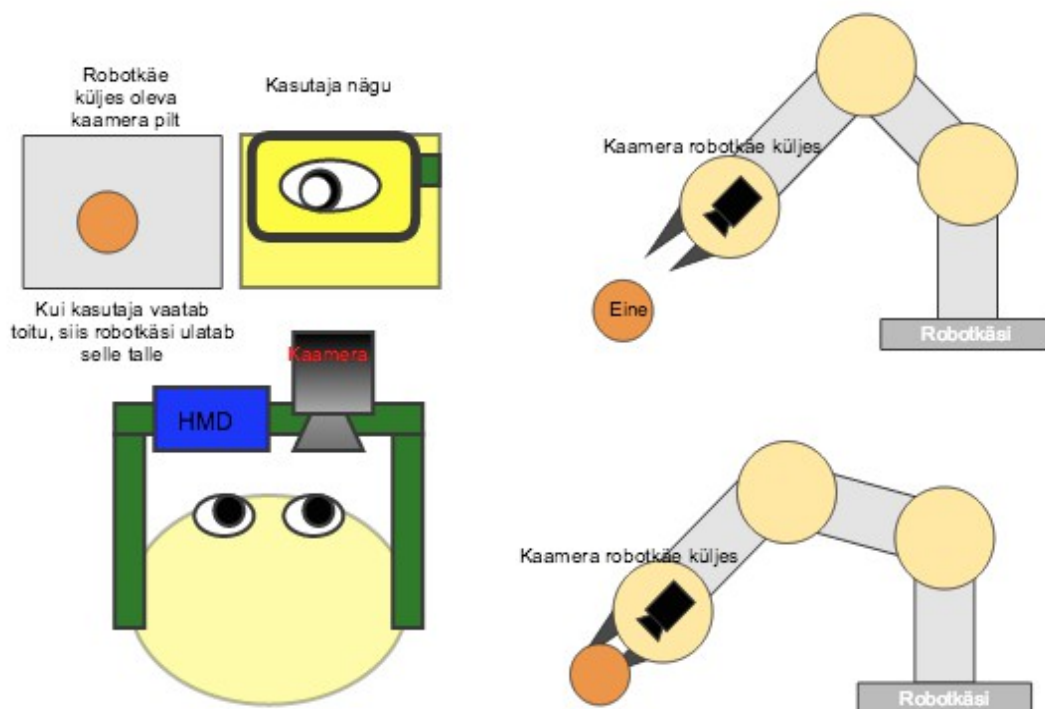 Robotkäe
küljes oleva
kaamera pilt
Kasutaja nägu
Kui kasutaja vaatab
toitu, siis robotkäsi ulatab
selle talle
Kaamera
HMD
Kaamera robotkäe küljes
Eine
Robotkäsi
Kaamera robotkäe küljes
Robotkäsi